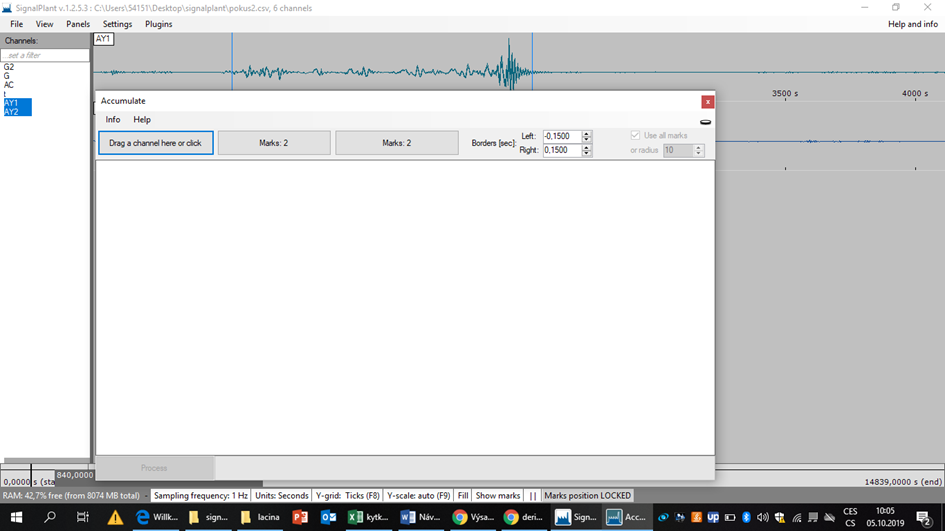 SignalPlant v.1.2.5.3 : C:\Users\54151\Desktop\signalplant\pokus2.csv, 6 channels
File View Panels Settings Plugins Help and info
Channels:
set a filter
G2
G
AC
t
AY1
AY2
AY1
3500 s 4000 s
Accumulate
x
Info Help
Drag a channel here or click Marks: 2 Marks: 2 Borders [sec]:
Left: -0,1500
Right: 0,1500
Use all marks
or radius 10
Process
840,0000
0,0000 s (sta 14839,0000 s (end)
RAM: 42,7% free (from 8074 MB total) - Sampling frequency: 1 Hz Units: Seconds Y-grid: Ticks (F8) Y-scale: auto (F9) Fill Show marks | | Marks position LOCKED
Willk... sign... lacina kytk... Náv... Výsa... deri... Sign... Acc... up CES 10:05
CS 05.10.2019 2